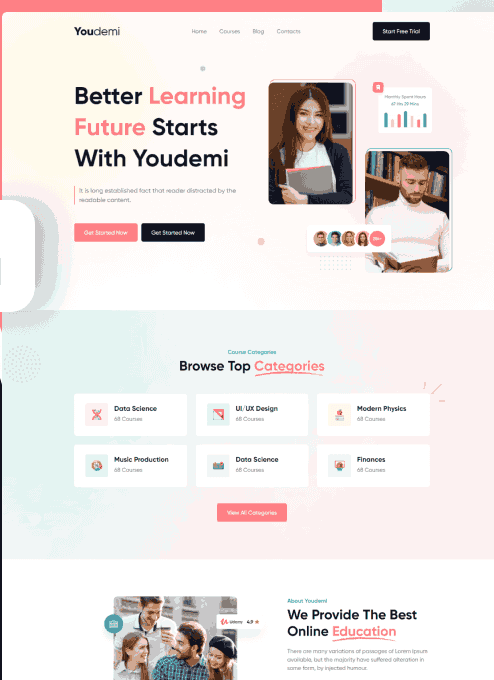 Youdemi
Home Courses Blog Contacts
Start Free Trial
Better Learning
Future Starts
With Youdemi
It is long established fact that reader distracted by the
readable content.
Get Started Now
Get Started Now
Monthly Spent Hours
47 Hrs 29 Mins
Course Categories
Browse Top Categories
Data Science
68 Courses
UI/UX Design
68 Courses
Modern Physics
68 Courses
Music Production
68 Courses
Data Science
68 Courses
Finances
68 Courses
View All Categories
Udemy 4.9
About Youdemi
We Provide The Best
Online Education
There are many variations of passages of Lorem Ipsum
available, but the majority have suffered alteration in
some form, by injected humour.